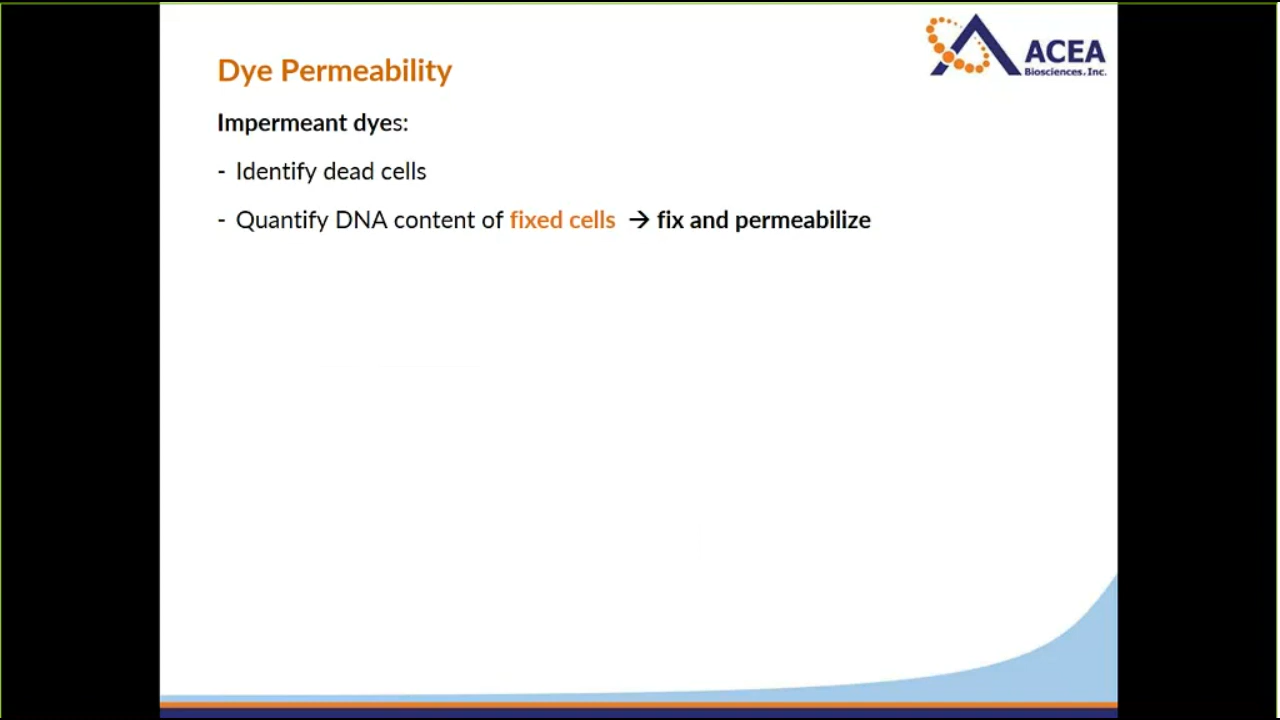 ACEA
Biosciences, Inc.
Dye Permeability
Impermeant dyes:
- Identify dead cells
- Quantify DNA content of fixed cells → fix and permeabilize